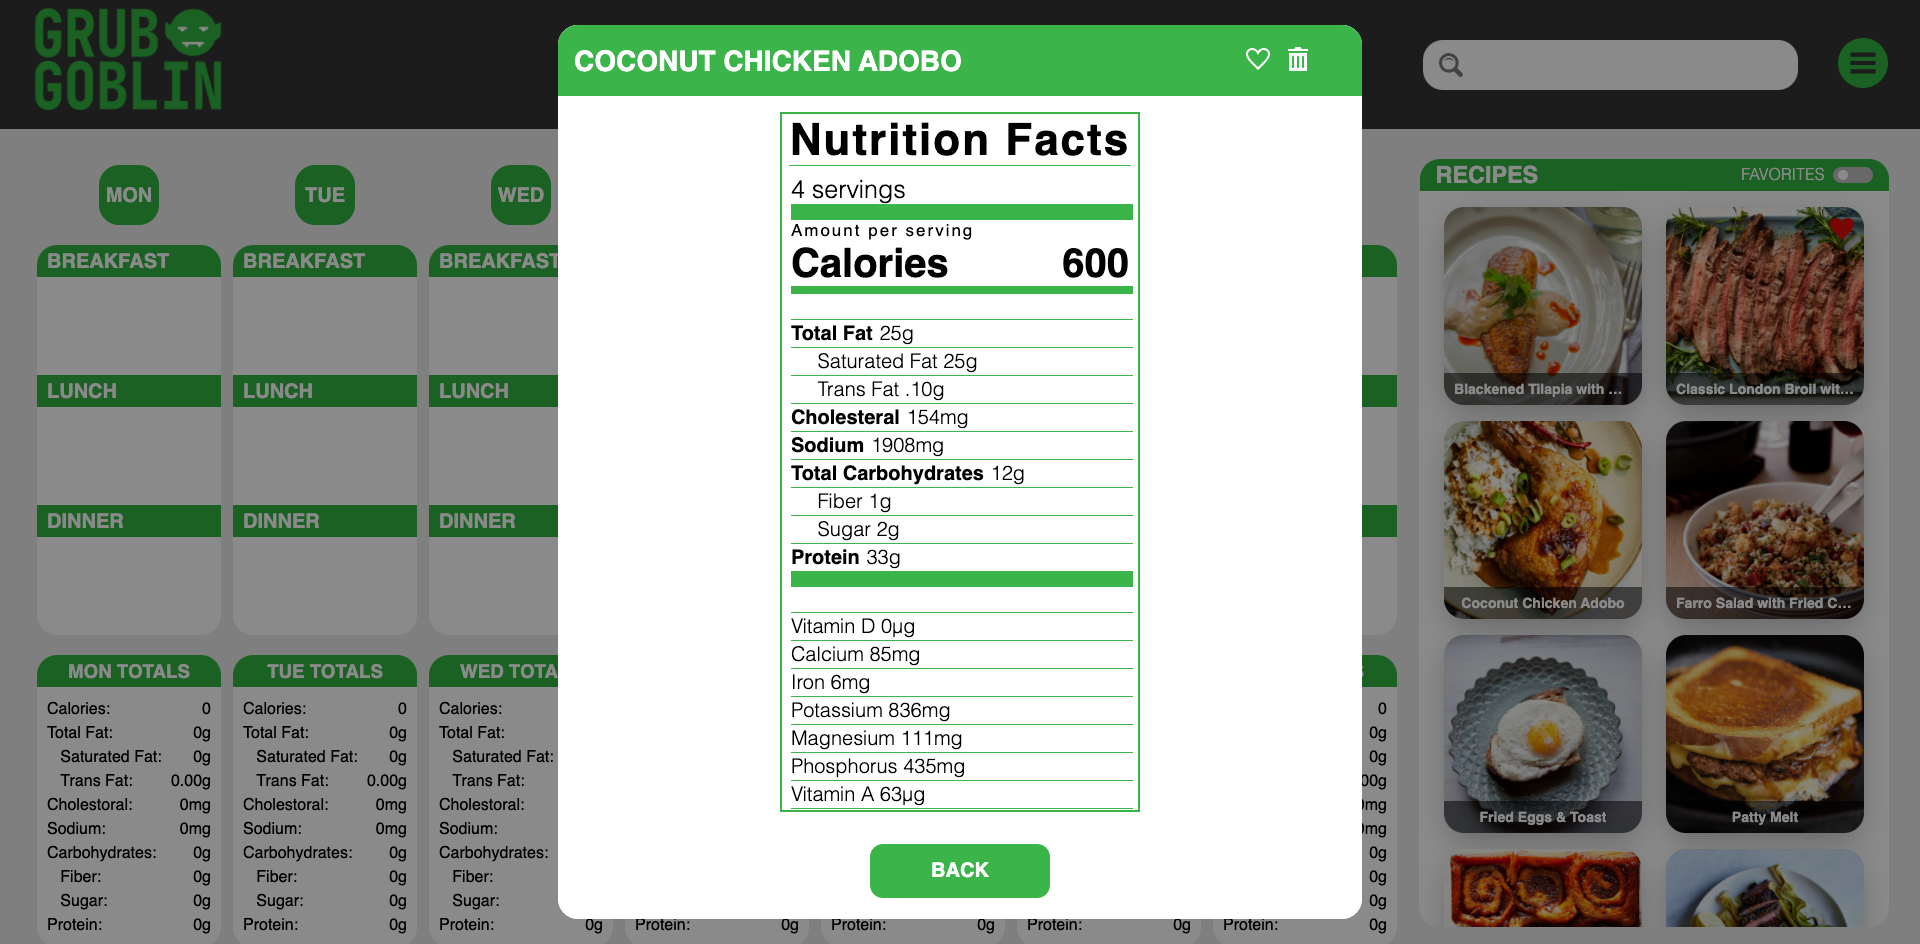 GRUB
GOBLIN
COCONUT CHICKEN ADOBO
Nutrition Facts
4 servings
Amount per serving
Calories 600
Total Fat 25g
Saturated Fat 25g
Trans Fat .10g
Cholesteral 154mg
Sodium 1908mg
Total Carbohydrates 12g
Fiber 1g
Sugar 2g
Protein 33g
Vitamin D 0µg
Calcium 85mg
Iron 6mg
Potassium 836mg
Magnesium 111mg
Phosphorus 435mg
Vitamin A 63µg
BACK
MON TUE WED
BREAKFAST BREAKFAST BREAKFAST
LUNCH LUNCH LUNCH
DINNER DINNER DINNER
MON TOTALS
Calories: 0
Total Fat: 0g
Saturated Fat: 0g
Trans Fat: 0.00g
Cholestoral: 0mg
Sodium: 0mg
Carbohydrates: 0g
Fiber: 0g
Sugar: 0g
Protein: 0g
TUE TOTALS
Calories: 0
Total Fat: 0g
Saturated Fat: 0g
Trans Fat: 0.00g
Cholestoral: 0mg
Sodium: 0mg
Carbohydrates: 0g
Fiber: 0g
Sugar: 0g
Protein: 0g
WED TOTA
Calories:
Total Fat:
Saturated Fat:
Trans Fat:
Cholestoral:
Sodium:
Carbohydrates:
Fiber:
Sugar:
Protein: 0g
Protein: 0g
Protein: 0g
Protein: 0g
Protein: 0g
0
0g
0g
00g
0mg
0mg
0g
0g
0g
RECIPES FAVORITES
Blackened Tilapia with ...
Classic London Broil wit...
Coconut Chicken Adobo
Farro Salad with Fried C...
Fried Eggs & Toast
Patty Melt